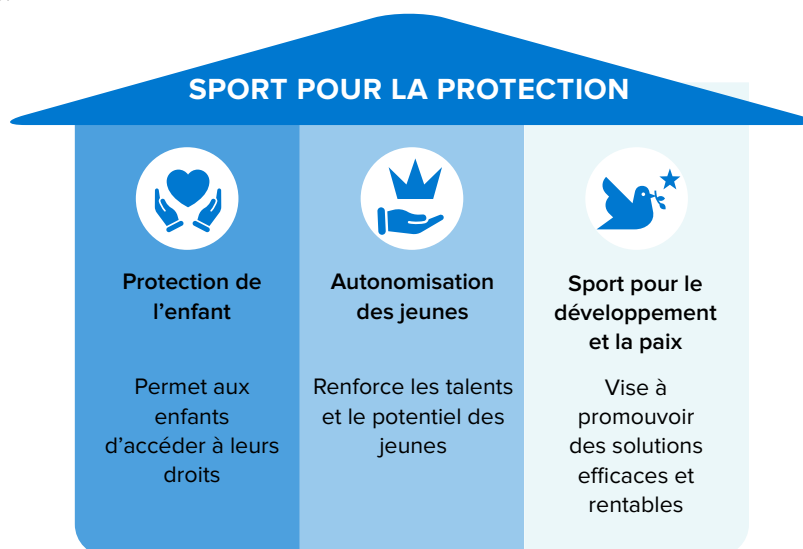 SPORT POUR LA PROTECTION
Protection de
l’enfant
Permet aux
enfants
d’accéder à leurs
droits
Autonomisation
des jeunes
Renforce les talents
et le potentiel des
jeunes
Sport pour le
développement
et la paix
Vise à
promouvoir
des solutions
efficaces et
rentables